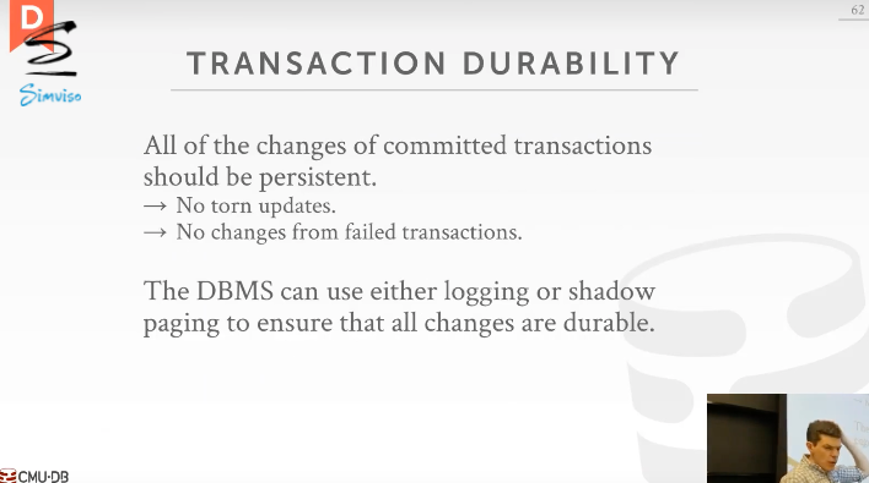 D
62
Simviso
TRANSACTION DURABILITY
All of the changes of committed transactions
should be persistent.
→ No torn updates.
→ No changes from failed transactions.
The DBMS can use either logging or shadow
paging to ensure that all changes are durable.
CMU·DB